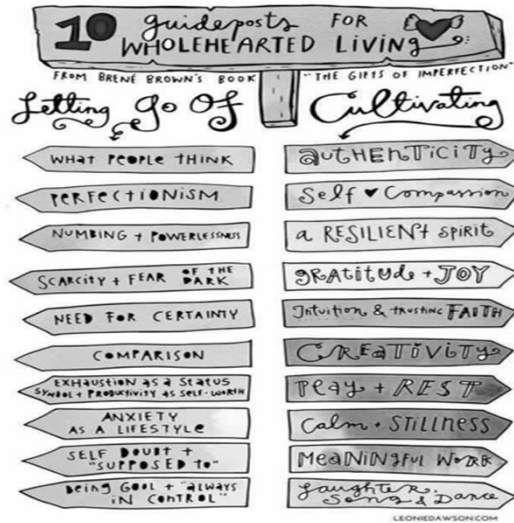 10 guideposts FOR
WHOLEHEARTED LIVING
FROM BRENÉ BROWN'S BOOK "THE GIFTS OF IMPERFECTION"
Letting go OF
Cultivating
WHAT PEOPLE THINK
AUTHENTICITY
PERFECTIONISM
Self Compassion
NUMBING + POWERLESSNESS
a RESILIENT SPIRIT
SCARCITY + FEAR OF THE DARK
GRATITUDE + JOY
NEED FOR CERTAINTY
Intuition & TRUSTING FAITH
COMPARISON
CREATIVITY
EXHAUSTION AS A STATUS
SYMBOL + PRODUCTIVITY AS SELF-WORTH
PLAY + REST
ANXIETY
AS A LIFESTYLE
Calm + STILLNESS
SELF DOUBT +
"SUPPOSED TO"
MEANINGFUL WORK
Being COOL + "always
IN CONTROL"
Laughter,
Song & Dance
LEONIEDAWSON.COM